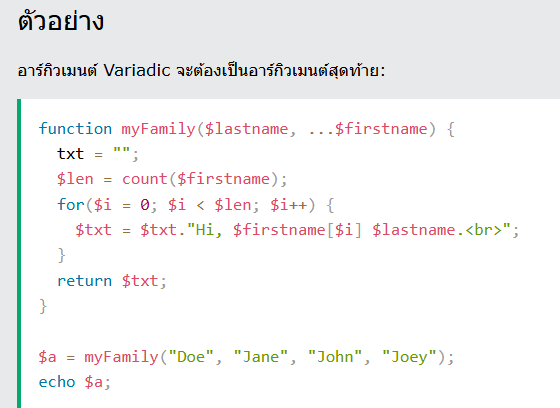 ตัวอย่าง
อาร์กิวเมนต์ Variadic จะต้องเป็นอาร์กิวเมนต์สุดท้าย:
function myFamily($lastname, ...$firstname) {
  txt = "";
  $len = count($firstname);
  for($i = 0; $i < $len; $i++) {
    $txt = $txt."Hi, $firstname[$i] $lastname.<br>";
  }
  return $txt;
}

$a = myFamily("Doe", "Jane", "John", "Joey");
echo $a;